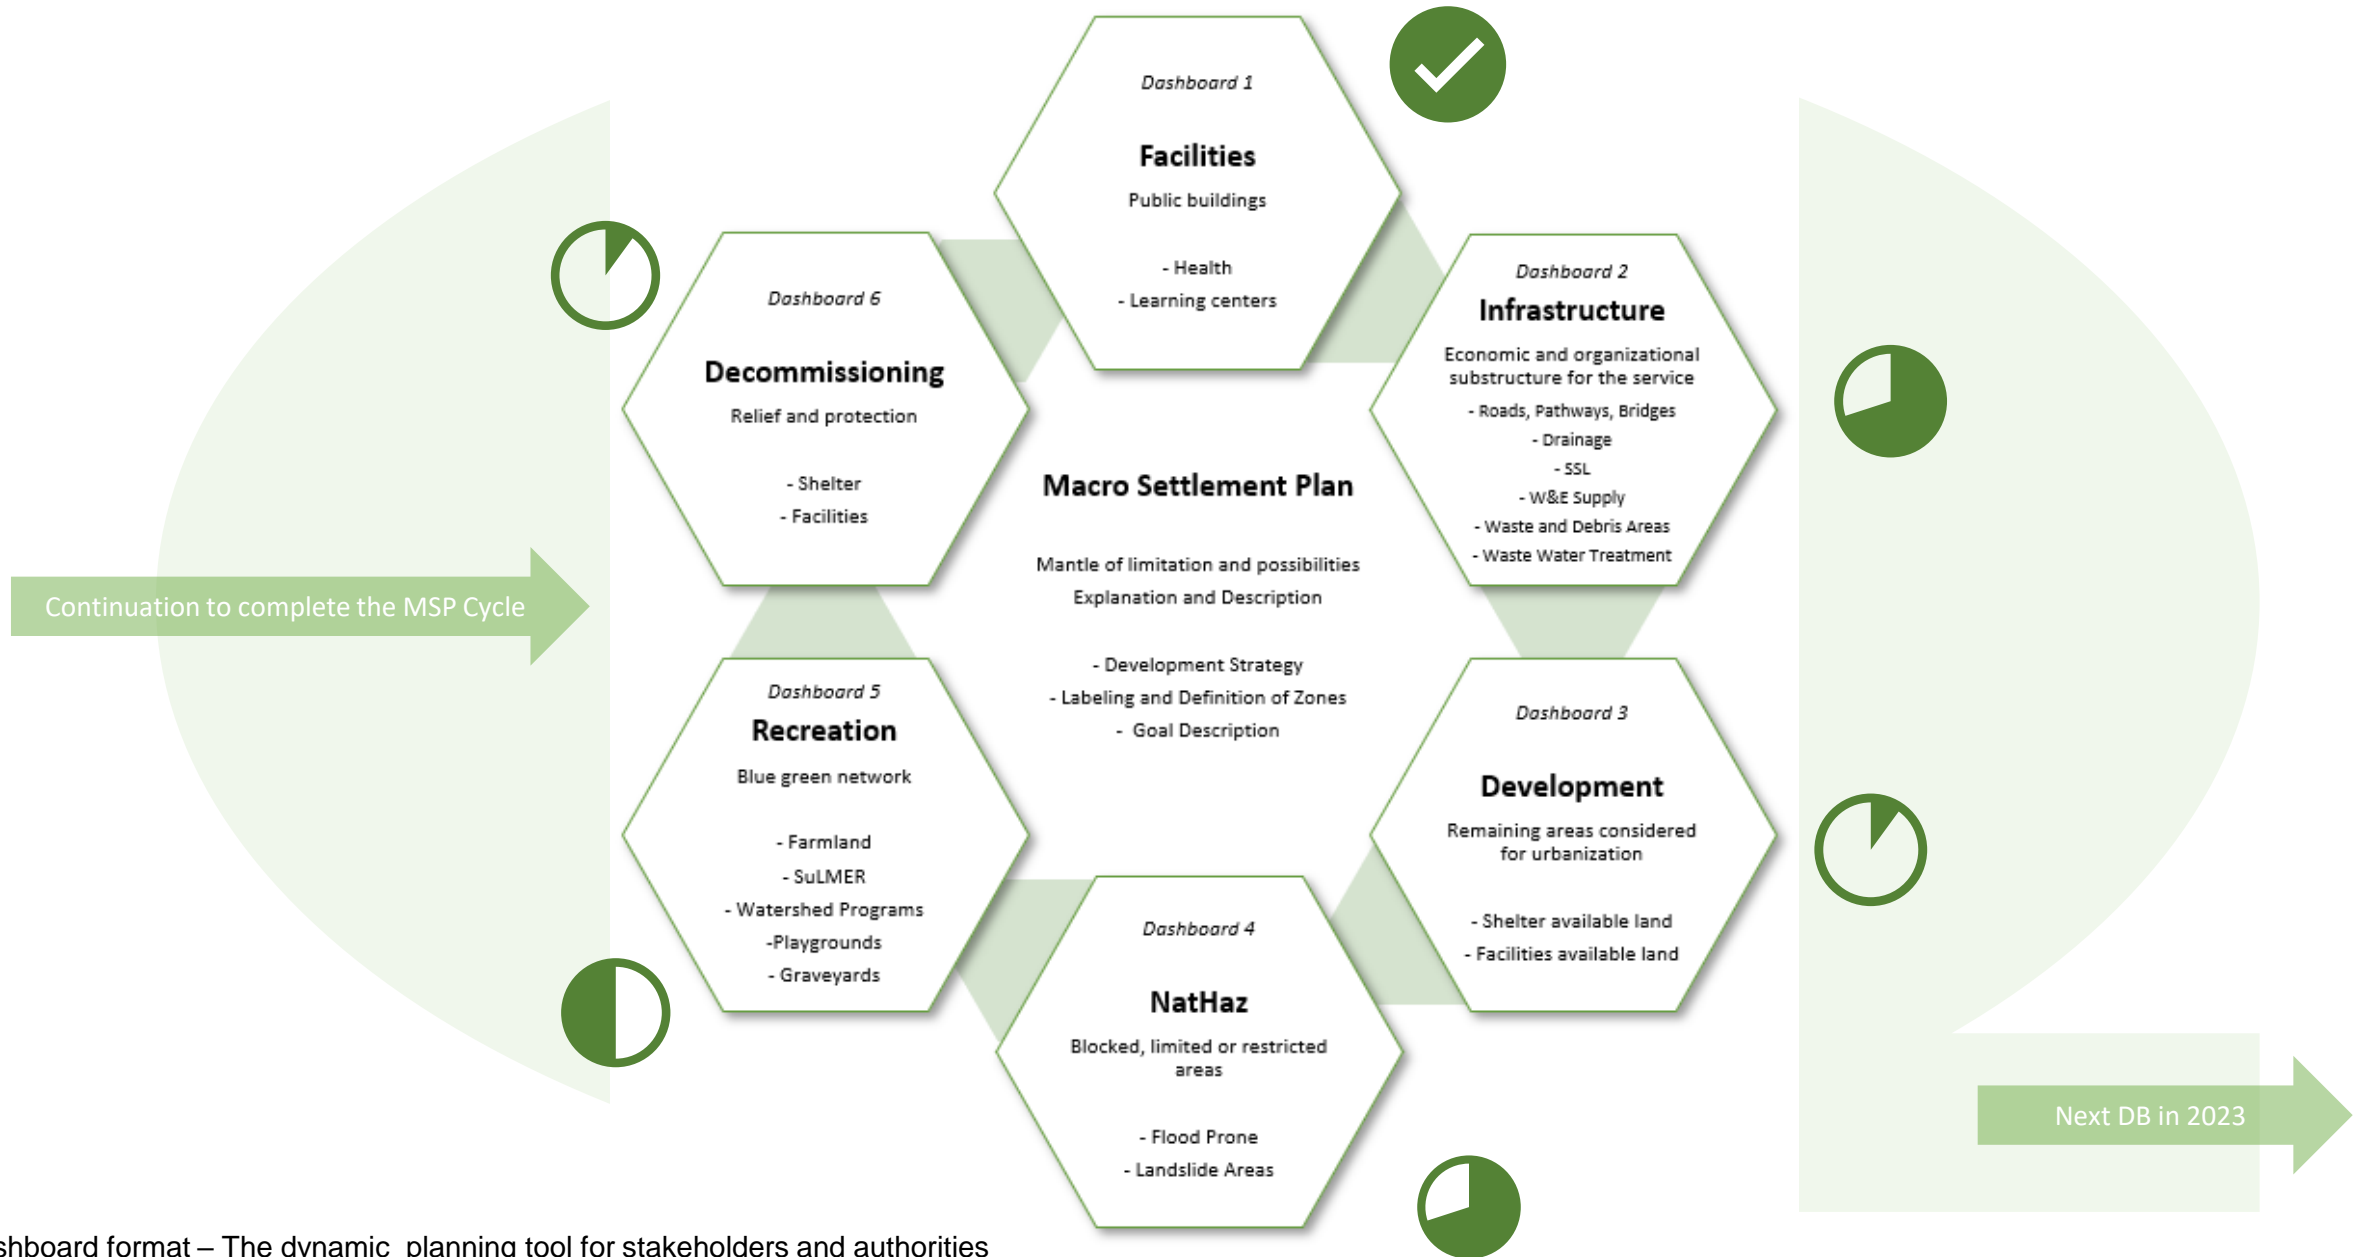 Dashboard 1
Facilities
Public buildings
- Health
- Learning centers
Dashboard 2
Infrastructure
Economic and organizational
substructure for the service
- Roads, Pathways, Bridges
- Drainage
- SSL
- W&E Supply
- Waste and Debris Areas
- Waste Water Treatment
Dashboard 6
Decommissioning
Relief and protection
- Shelter
- Facilities
Macro Settlement Plan
Mantle of limitation and possibilities
Explanation and Description
- Development Strategy
- Labeling and Definition of Zones
- Goal Description
Continuation to complete the MSP Cycle
Dashboard 5
Recreation
Blue green network
- Farmland
- SuLMER
- Watershed Programs
-Playgrounds
- Graveyards
Dashboard 3
Development
Remaining areas considered
for urbanization
- Shelter available land
- Facilities available land
Dashboard 4
NatHaz
Blocked, limited or restricted
areas
- Flood Prone
- Landslide Areas
Next DB in 2023
shboard format – The dynamic planning tool for stakeholders and authorities